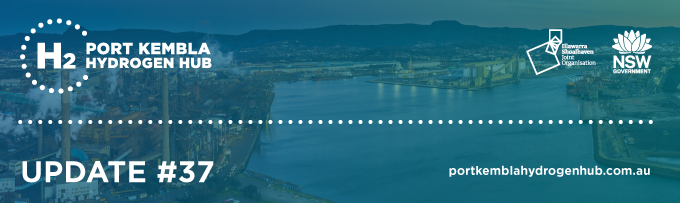 H2 PORT KEMBLA
HYDROGEN HUB
Illawarra
Shoalhaven
Joint
Organisation
NSW
GOVERNMENT
UPDATE #37
portkemblahydrogenhub.com.au